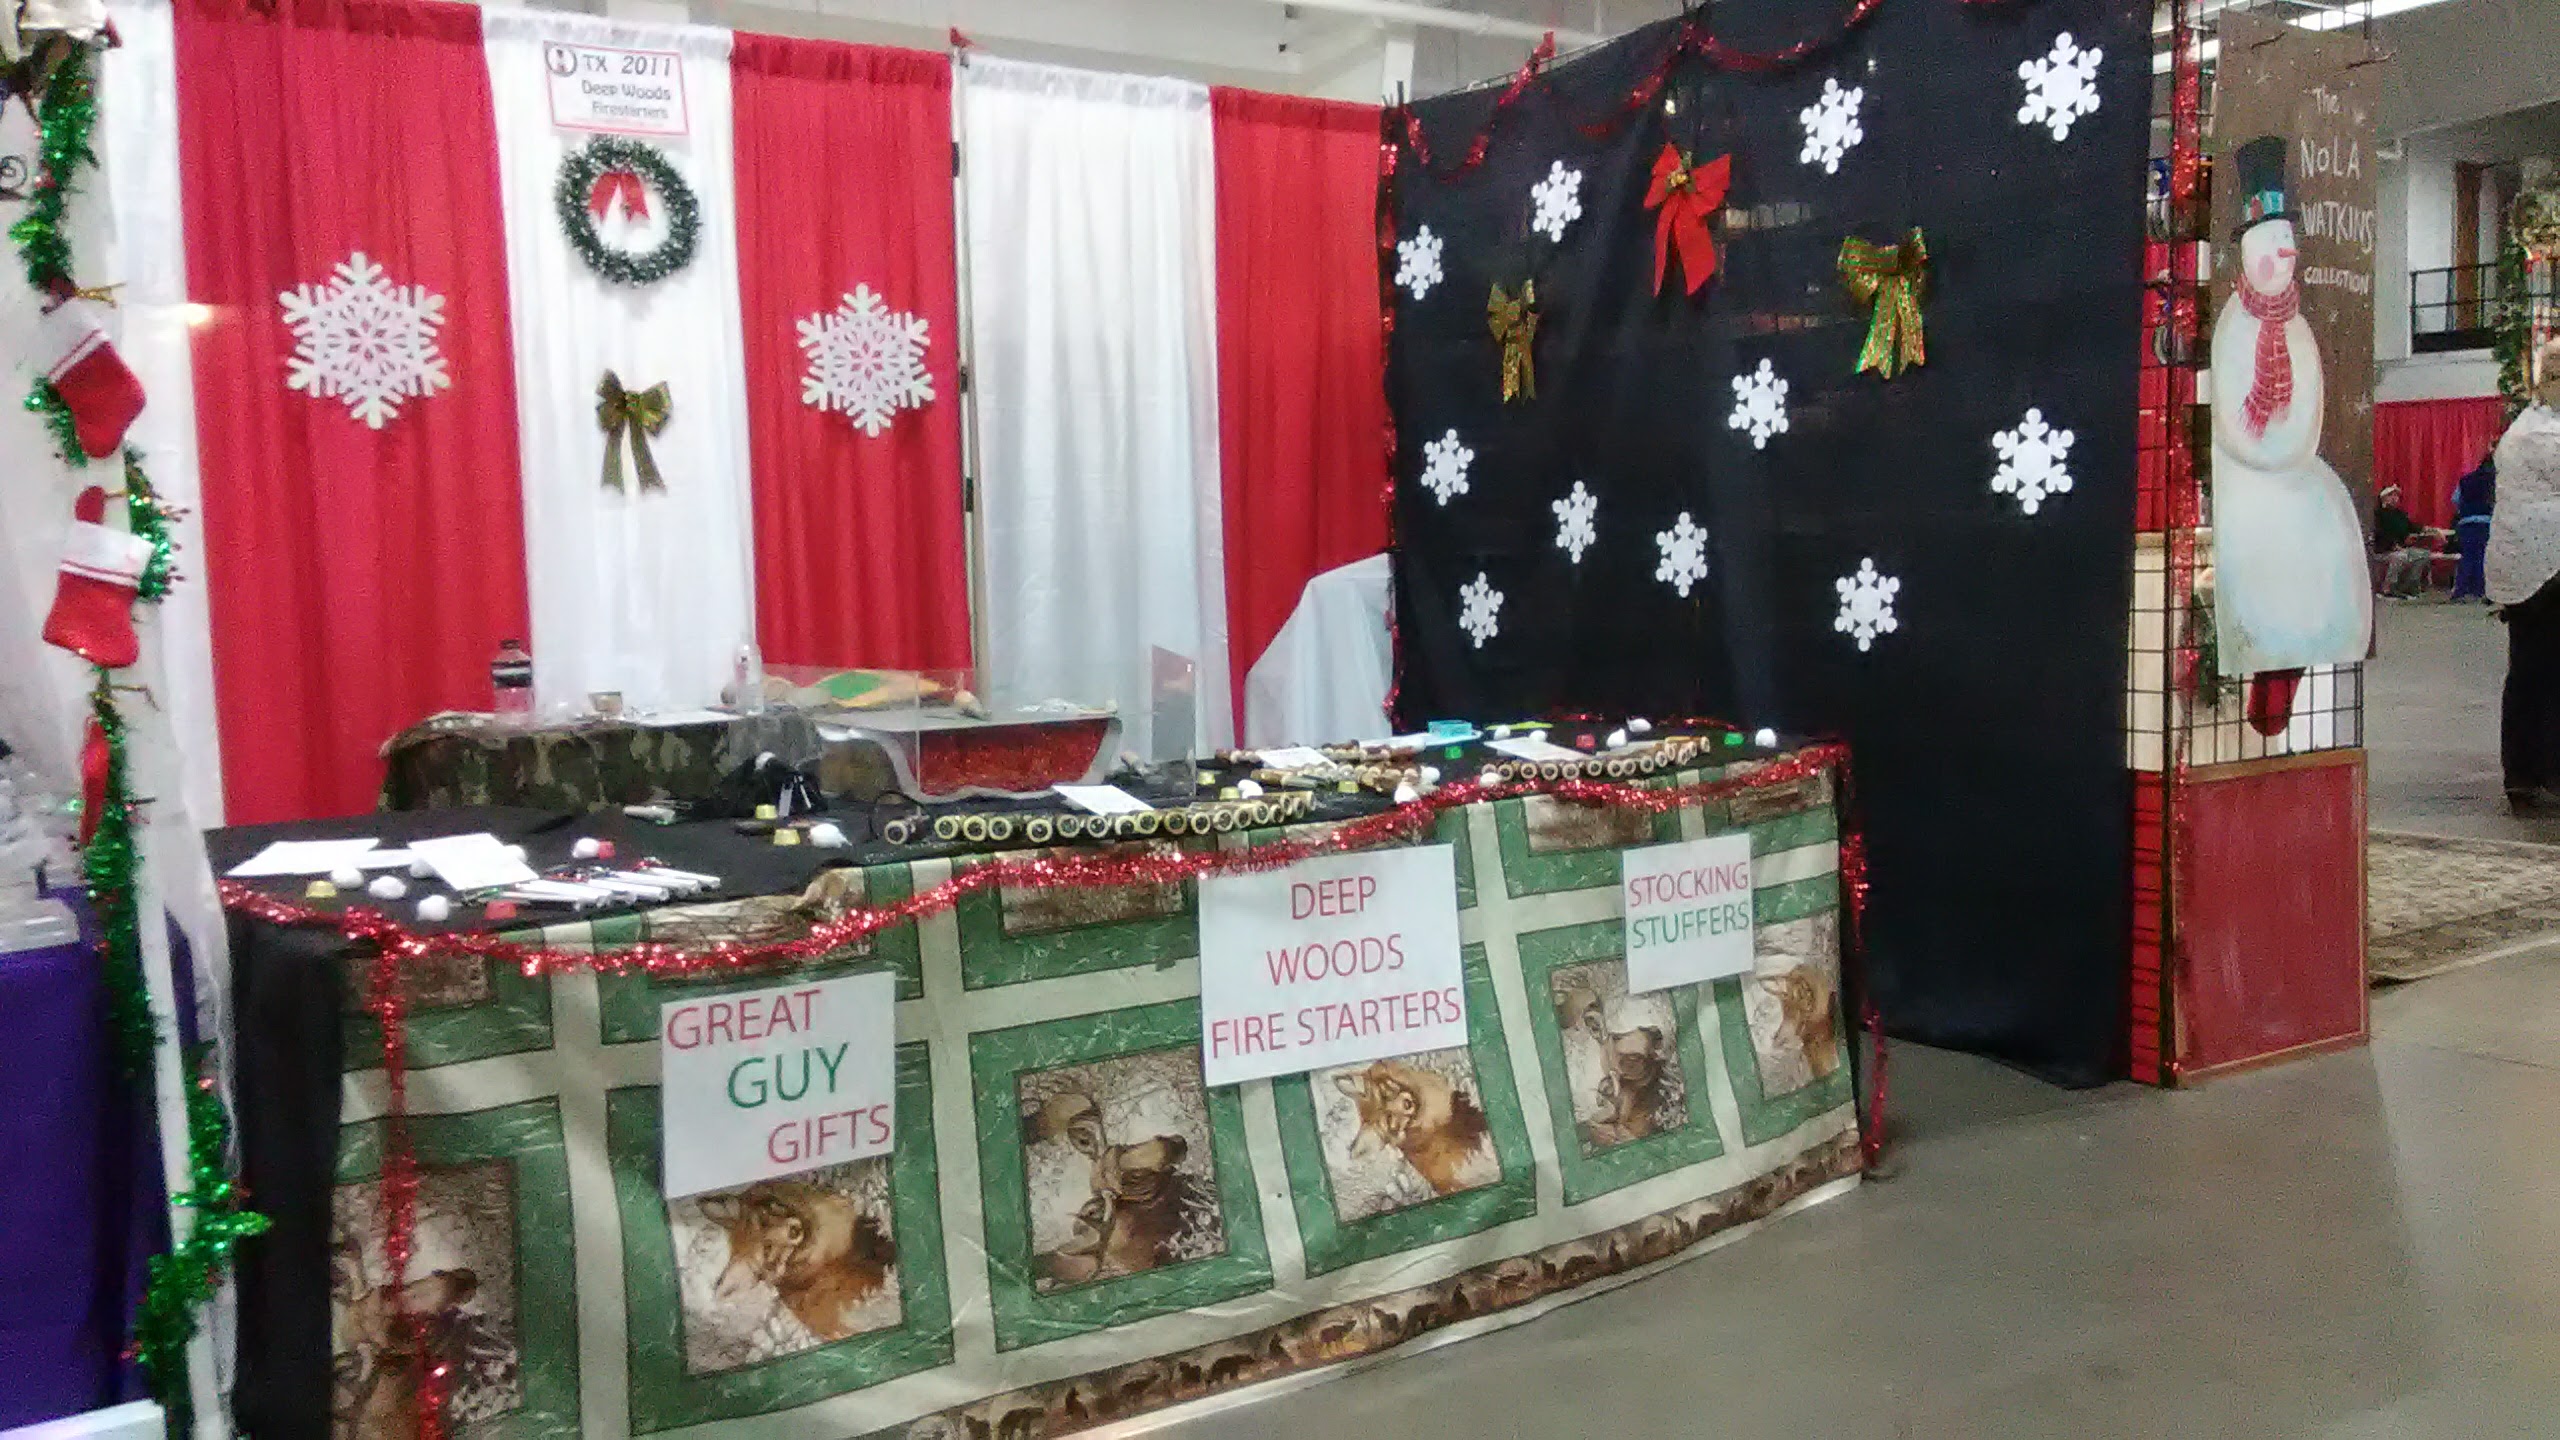 TX 2011
Deep Woods
Firestarters
The
NOLA
WATKINS
COLLECTION
GREAT
GUY
GIFTS
DEEP
WOODS
FIRE STARTERS
STOCKING
STUFFERS